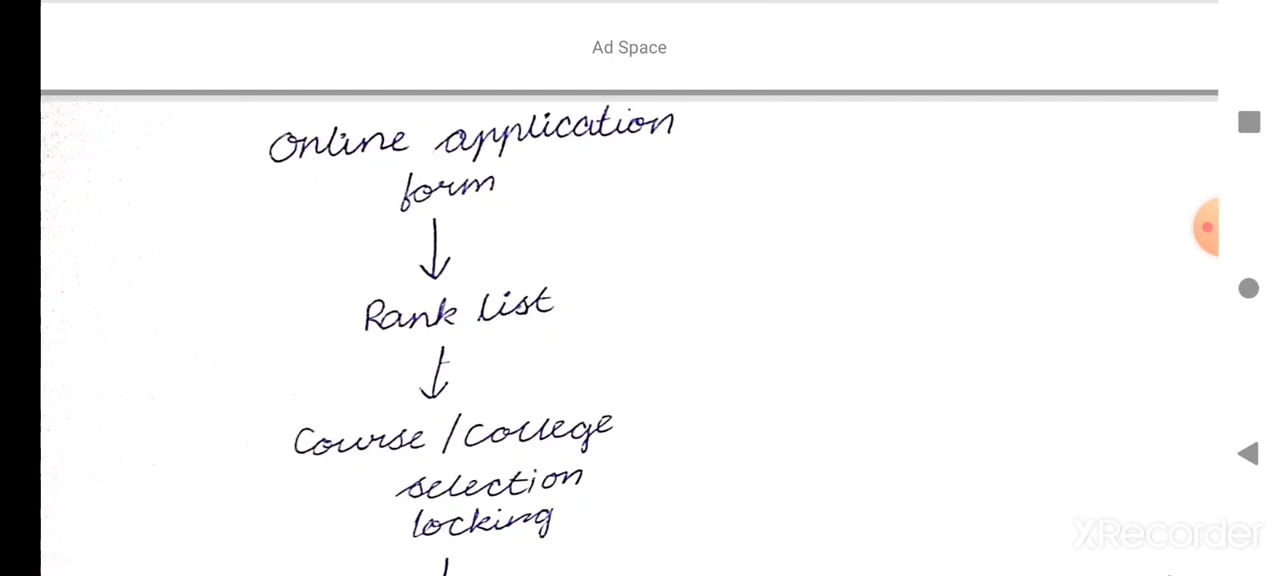 Ad Space
Online application
form
Rank list
Course / college
selection
locking
XRecorder